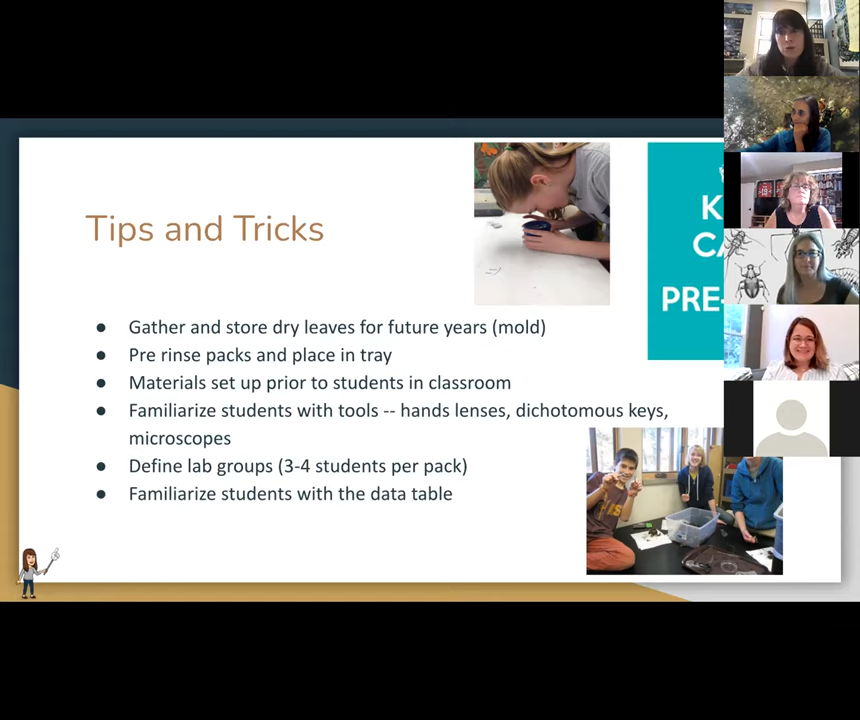 Tips and Tricks
● Gather and store dry leaves for future years (mold)
● Pre rinse packs and place in tray
● Materials set up prior to students in classroom
● Familiarize students with tools -- hands lenses, dichotomous keys,
microscopes
● Define lab groups (3-4 students per pack)
● Familiarize students with the data table